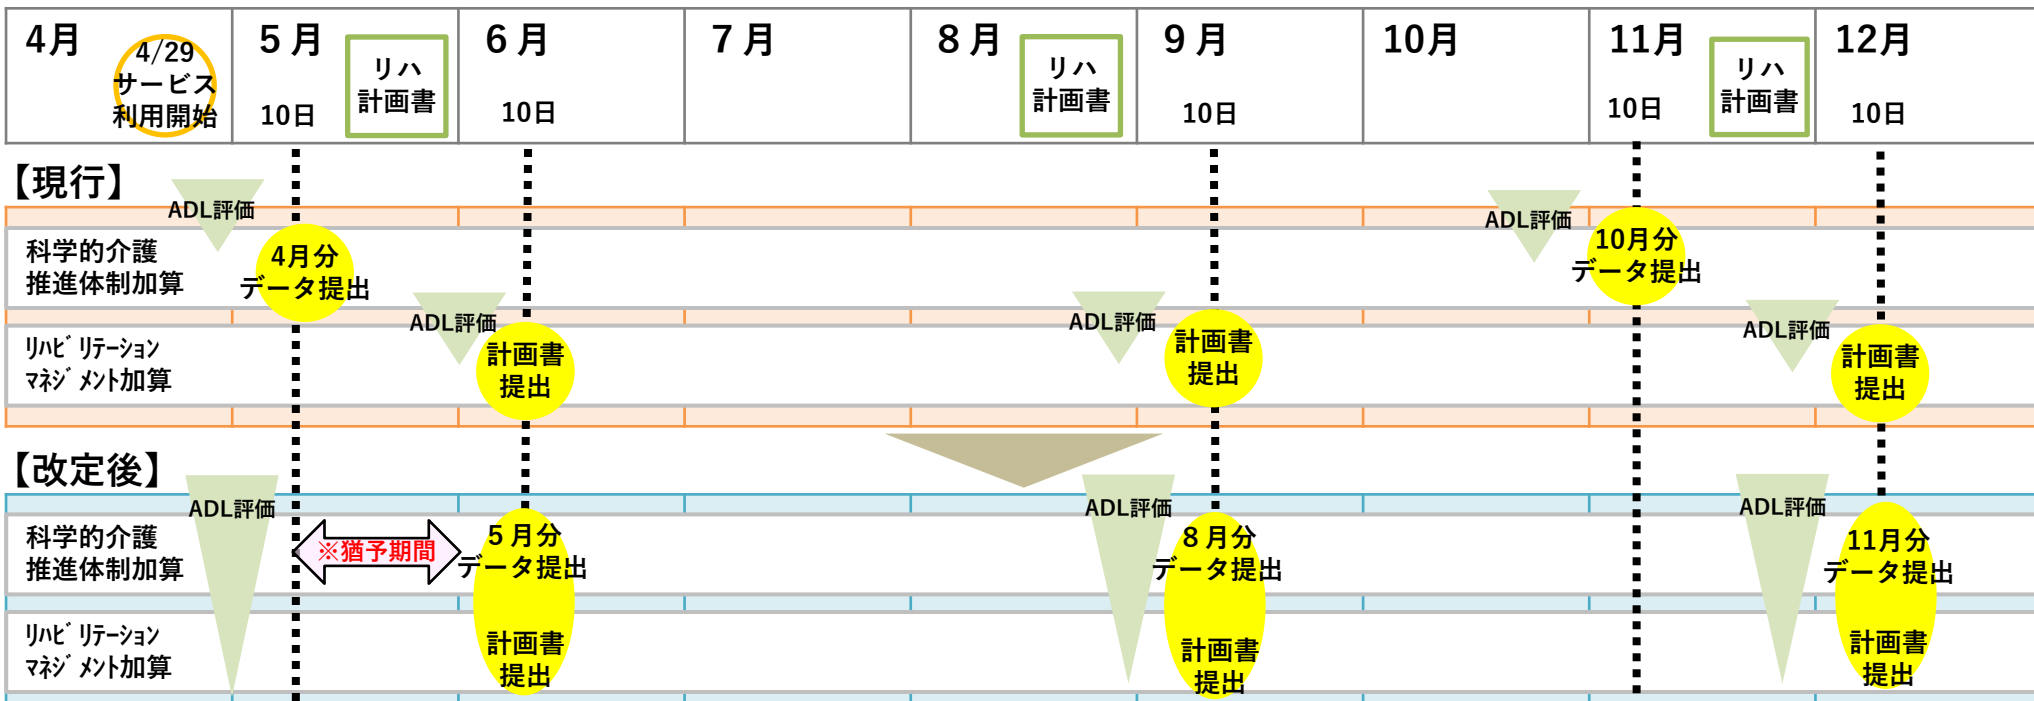 4月
4/29
サービス
利用開始
５月
10日
リハ
計画書
６月
10日
７月
８月
リハ
計画書
９月
10日
10月
11月
10日
リハ
計画書
12月
10日
【現行】
ADL評価
ADL評価
科学的介護
推進体制加算
4月分
データ提出
10月分
データ提出
ADL評価
ADL評価
ADL評価
ﾘﾊﾋﾞﾘﾃｰｼｮﾝ
ﾏﾈｼﾞﾒﾝﾄ加算
計画書
提出
計画書
提出
計画書
提出
【改定後】
ADL評価
ADL評価
ADL評価
科学的介護
推進体制加算
※猶予期間
５月分
データ提出
８月分
データ提出
11月分
データ提出
ﾘﾊﾋﾞﾘﾃｰｼｮﾝ
ﾏﾈｼﾞﾒﾝﾄ加算
計画書
提出
計画書
提出
計画書
提出